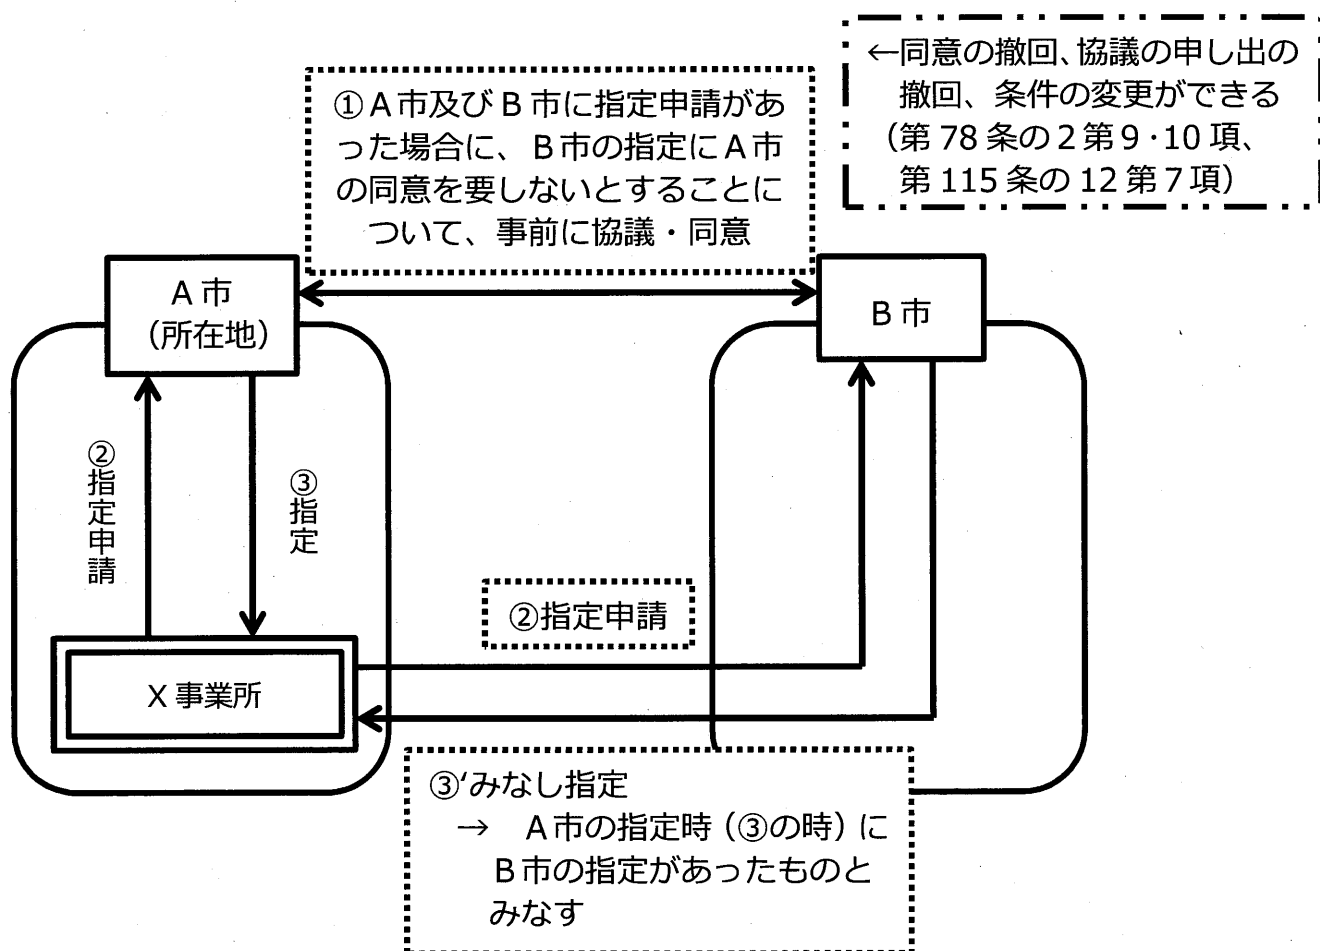 ←同意の撤回、協議の申し出の
撤回、条件の変更ができる
（第78条の2第9・10項、
第115条の12第7項）
①A市及びB市に指定申請があ
った場合に、B市の指定にA市
の同意を要しないとすることに
ついて、事前に協議・同意
A市
（所在地）
B市
②指定申請
③指定
②指定申請
X事業所
③'みなし指定
→　A市の指定時（③の時）に
B市の指定があったものと
みなす